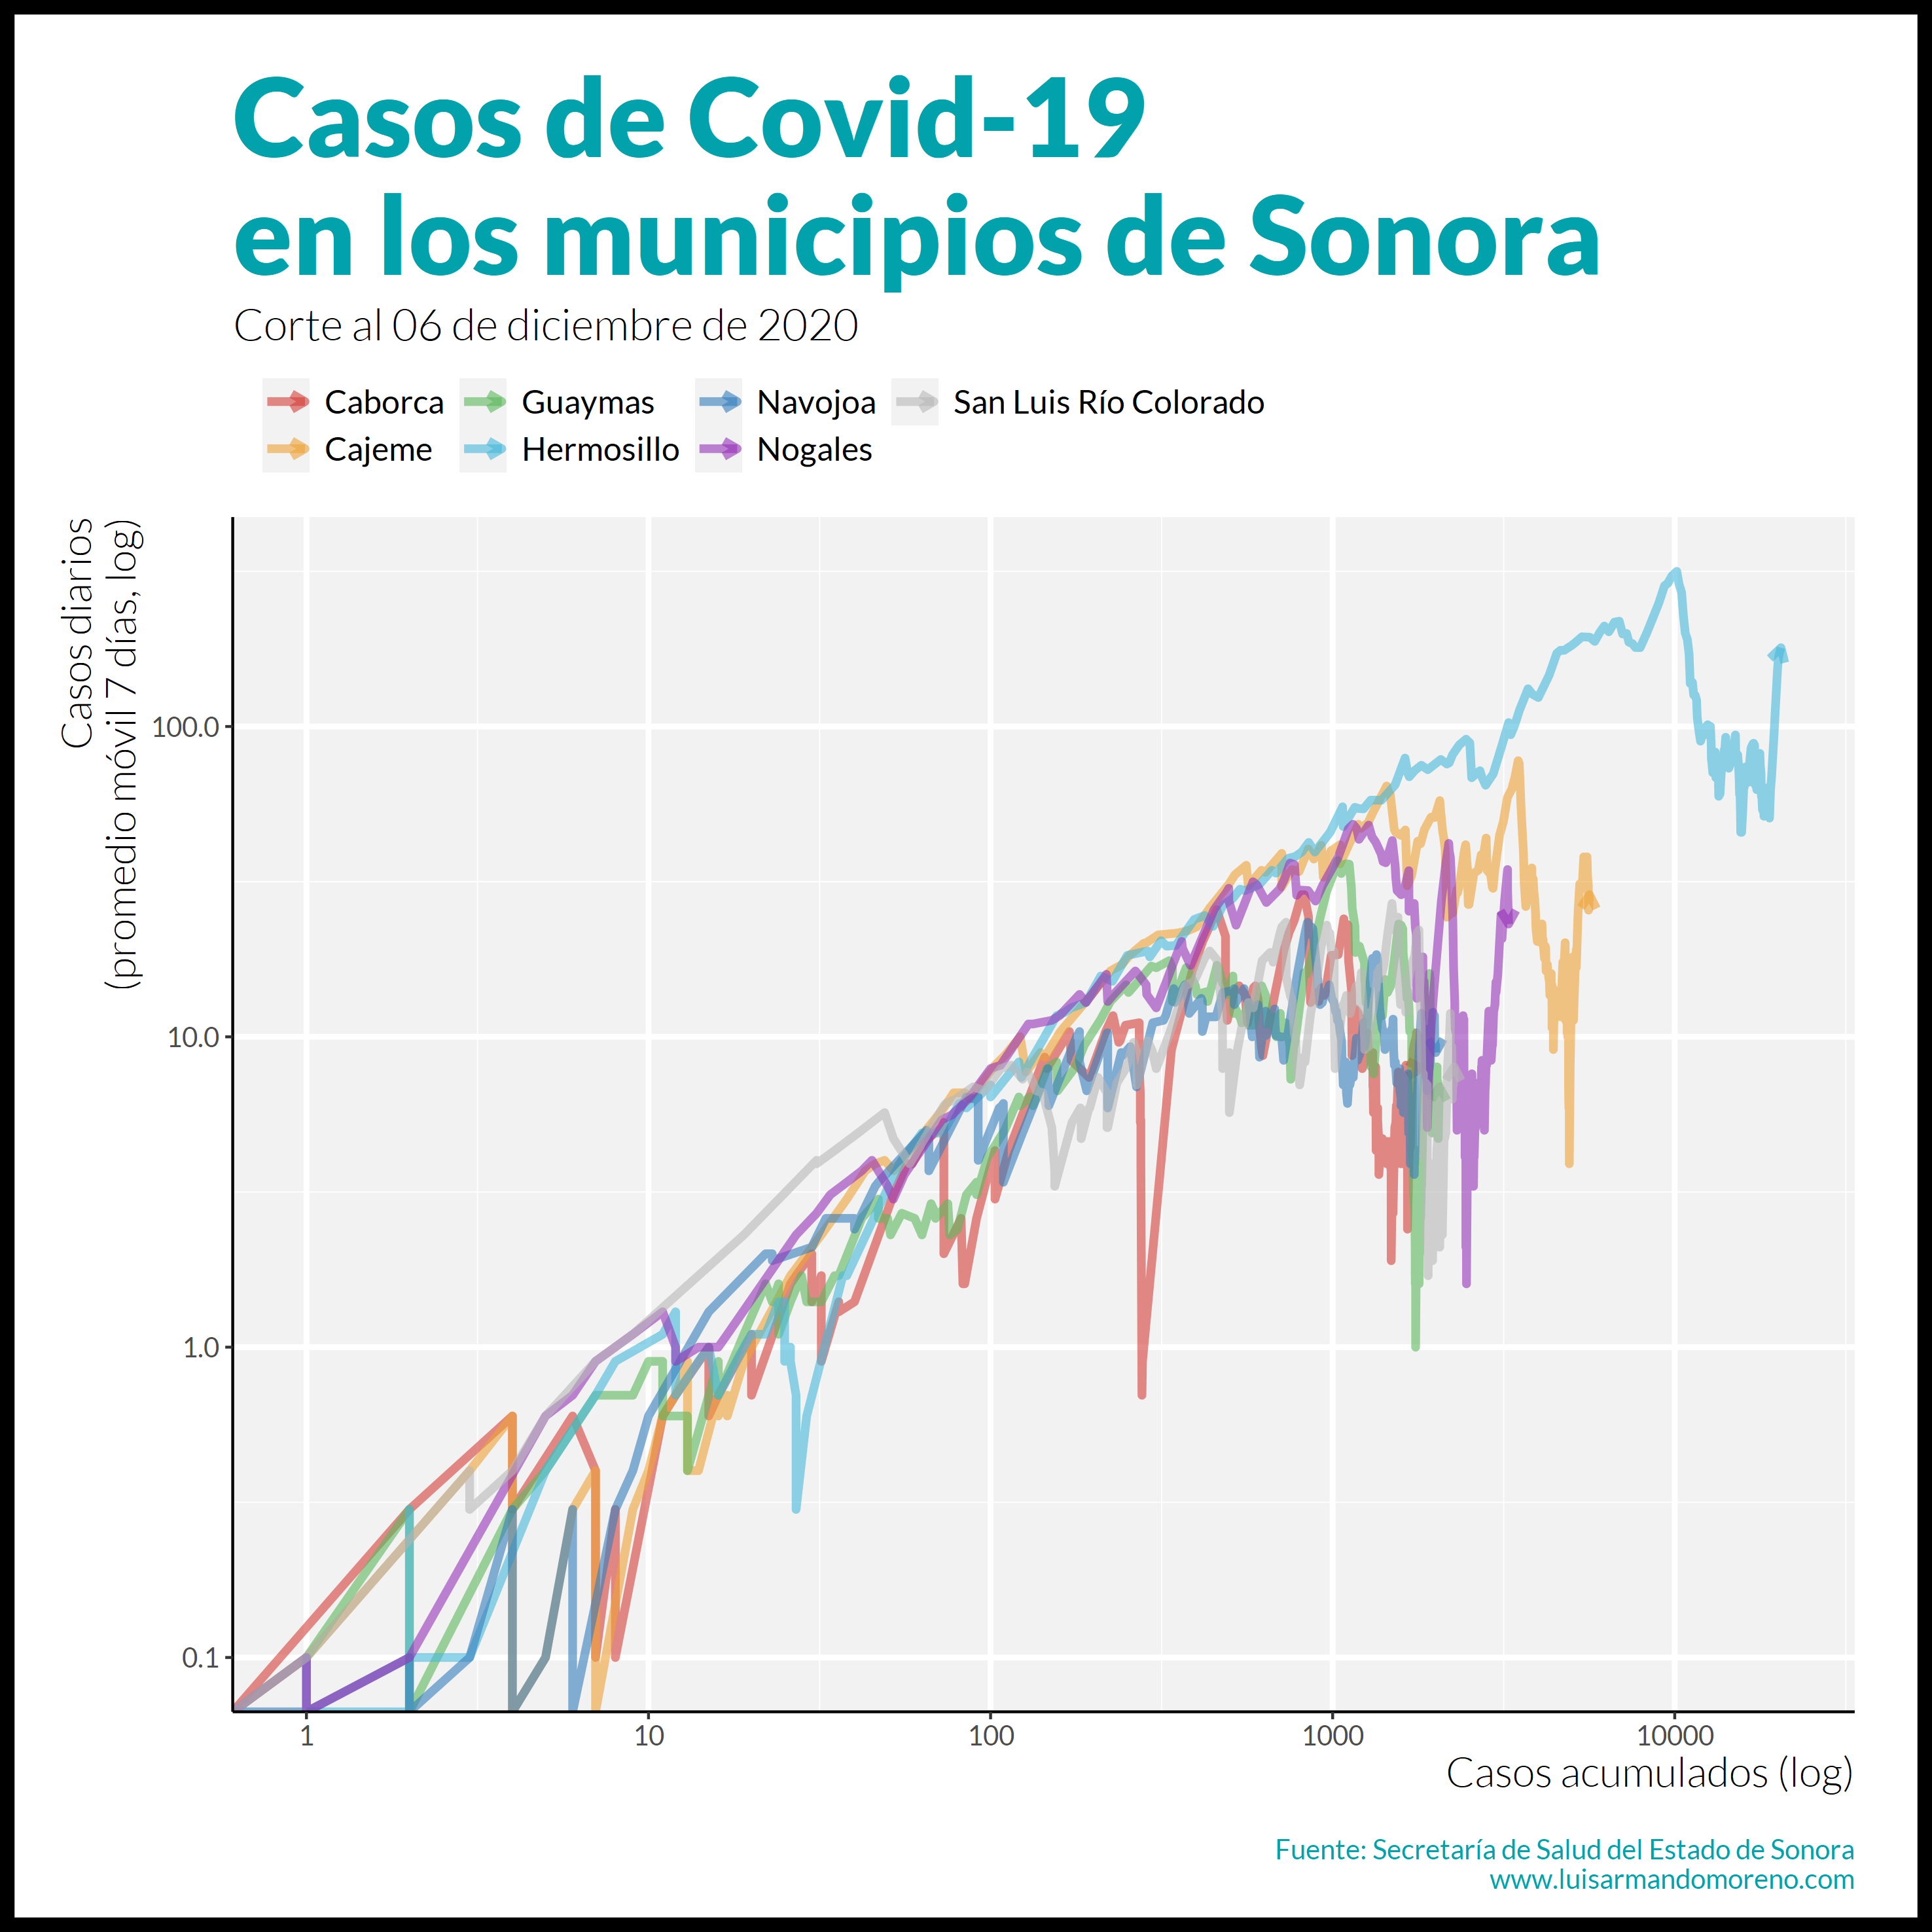 Casos de Covid-19
en los municipios de Sonora
Corte al 06 de diciembre de 2020
Caborca
Guaymas
Navojoa
San Luis Río Colorado
Cajeme
Hermosillo
Nogales
Casos diarios
(promedio móvil 7 días, log)
100.0
10.0
1.0
0.1
1
10
100
1000
10000
Casos acumulados (log)
Fuente: Secretaría de Salud del Estado de Sonora
www.luisarmandomoreno.com